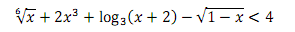 ⁶√x + 2x³ + log₃(x + 2) − √(1 − x) < 4